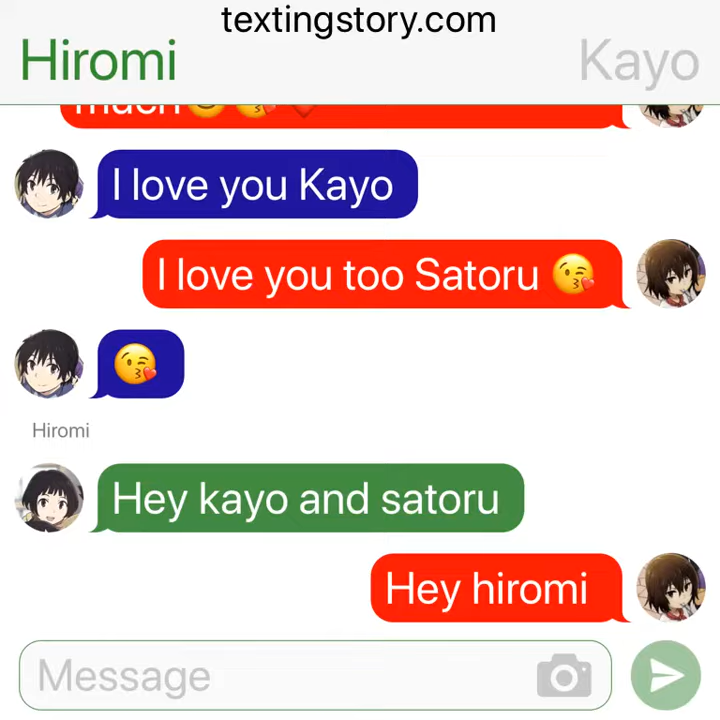 textingstory.com
Hiromi Kayo
much😊😘❤️
I love you Kayo
I love you too Satoru 😘
😘
Hiromi
Hey kayo and satoru
Hey hiromi
Message